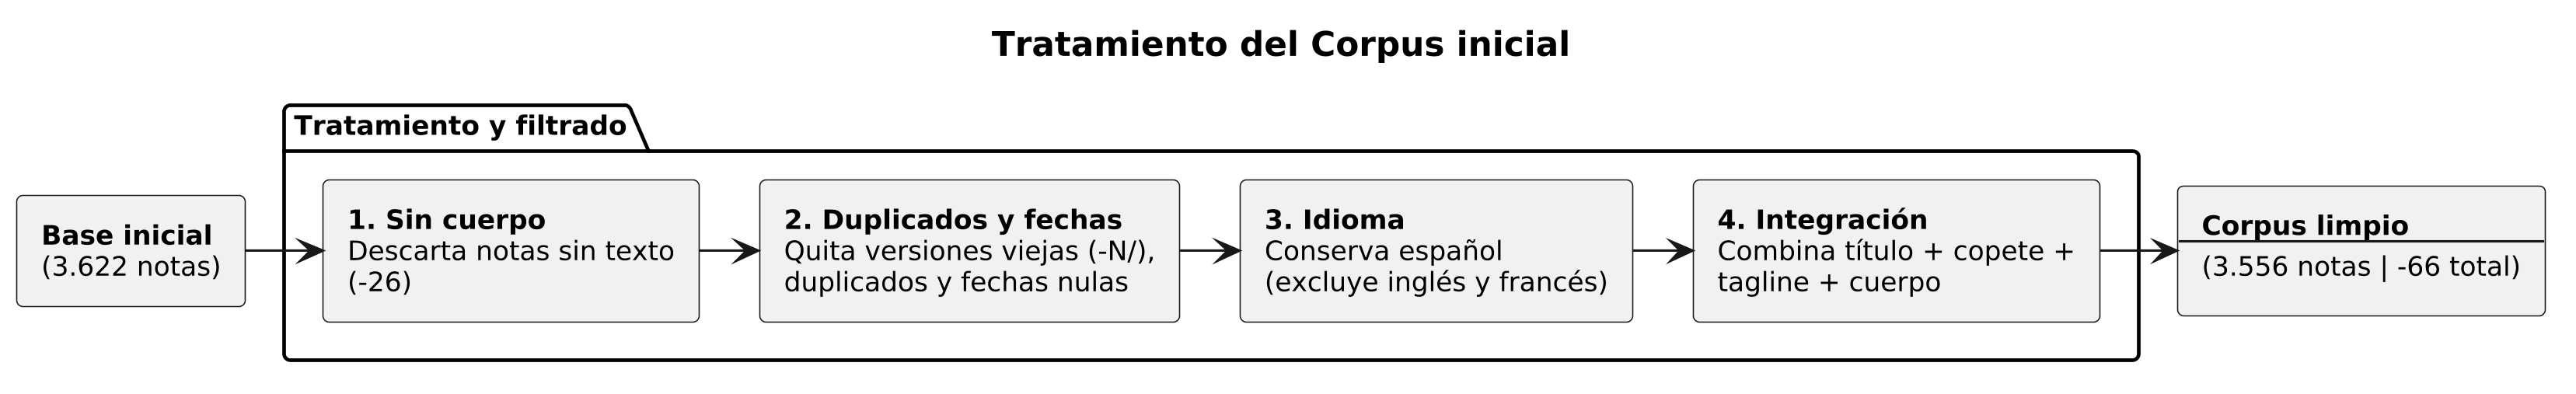 Tratamiento del Corpus inicial
Tratamiento y filtrado
Base inicial
(3.622 notas)
1. Sin cuerpo
Descarta notas sin texto
(-26)
2. Duplicados y fechas
Quita versiones viejas (-N/),
duplicados y fechas nulas
3. Idioma
Conserva español
(excluye inglés y francés)
4. Integración
Combina título + copete +
tagline + cuerpo
Corpus limpio
(3.556 notas | -66 total)